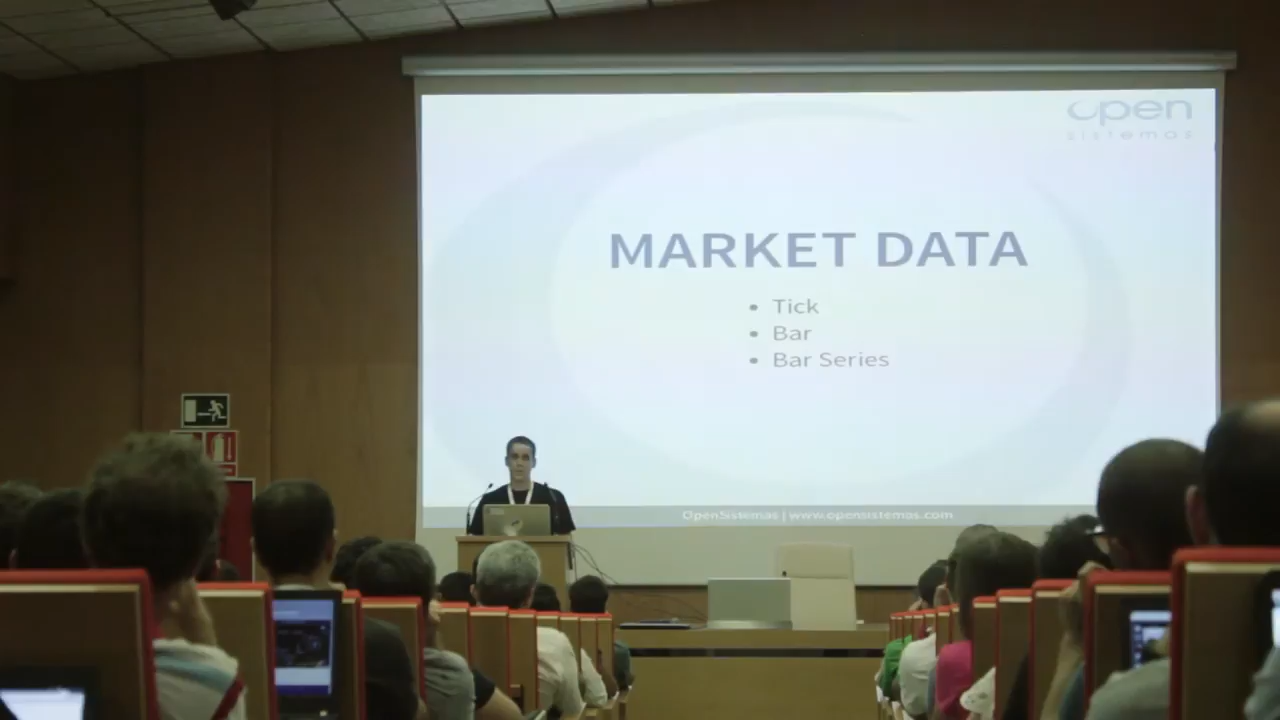 open
sistemas
MARKET DATA
• Tick
• Bar
• Bar Series
OpenSistemas | www.opensistemas.com